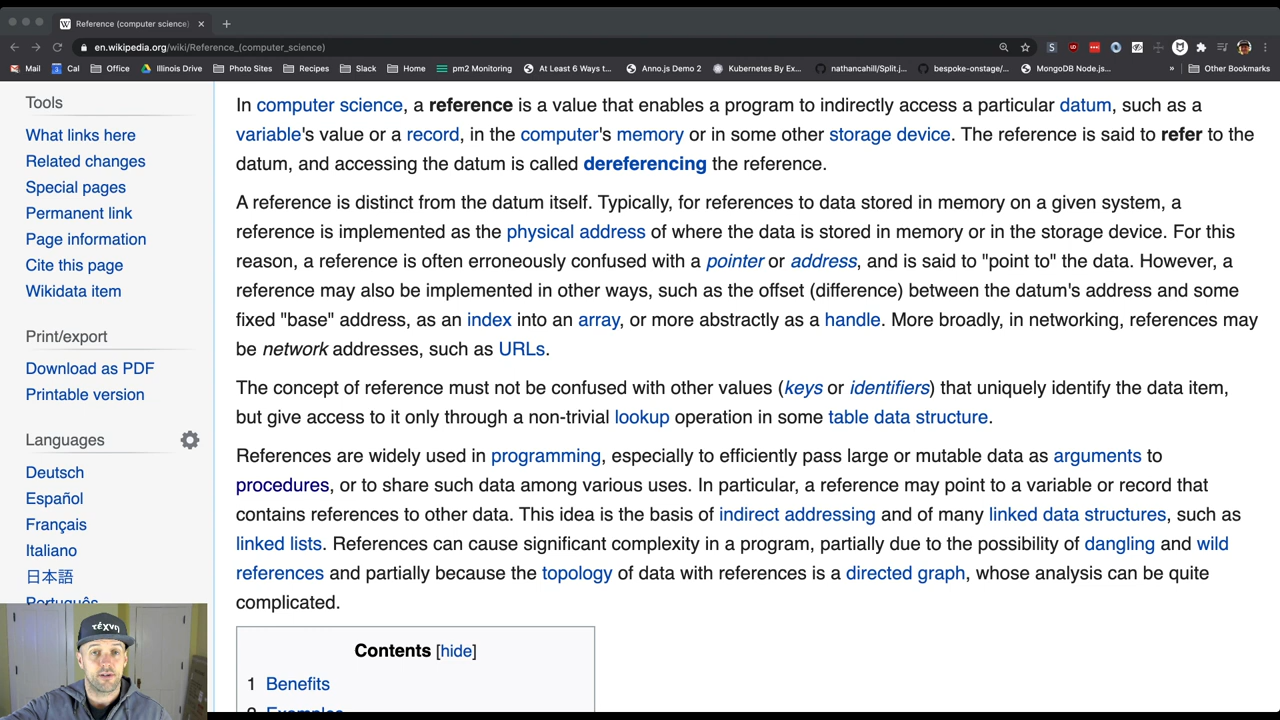 Reference (computer science)
en.wikipedia.org/wiki/Reference_(computer_science)
Mail Cal Office Illinois Drive Photo Sites Recipes Slack Home pm2 Monitoring At Least 6 Ways t... Anno.js Demo 2 Kubernetes By Ex... nathancahill/Split.j... bespoke-onstage/... MongoDB Node.js... » Other Bookmarks
Tools
What links here
Related changes
Special pages
Permanent link
Page information
Cite this page
Wikidata item
Print/export
Download as PDF
Printable version
Languages
Deutsch
Español
Français
Italiano
日本語
Português
τέχνη
In computer science, a reference is a value that enables a program to indirectly access a particular datum, such as a
variable's value or a record, in the computer's memory or in some other storage device. The reference is said to refer to the
datum, and accessing the datum is called dereferencing the reference.
A reference is distinct from the datum itself. Typically, for references to data stored in memory on a given system, a
reference is implemented as the physical address of where the data is stored in memory or in the storage device. For this
reason, a reference is often erroneously confused with a pointer or address, and is said to "point to" the data. However, a
reference may also be implemented in other ways, such as the offset (difference) between the datum's address and some
fixed "base" address, as an index into an array, or more abstractly as a handle. More broadly, in networking, references may
be network addresses, such as URLs.
The concept of reference must not be confused with other values (keys or identifiers) that uniquely identify the data item,
but give access to it only through a non-trivial lookup operation in some table data structure.
References are widely used in programming, especially to efficiently pass large or mutable data as arguments to
procedures, or to share such data among various uses. In particular, a reference may point to a variable or record that
contains references to other data. This idea is the basis of indirect addressing and of many linked data structures, such as
linked lists. References can cause significant complexity in a program, partially due to the possibility of dangling and wild
references and partially because the topology of data with references is a directed graph, whose analysis can be quite
complicated.
Contents [hide]
1 Benefits
2 Examples